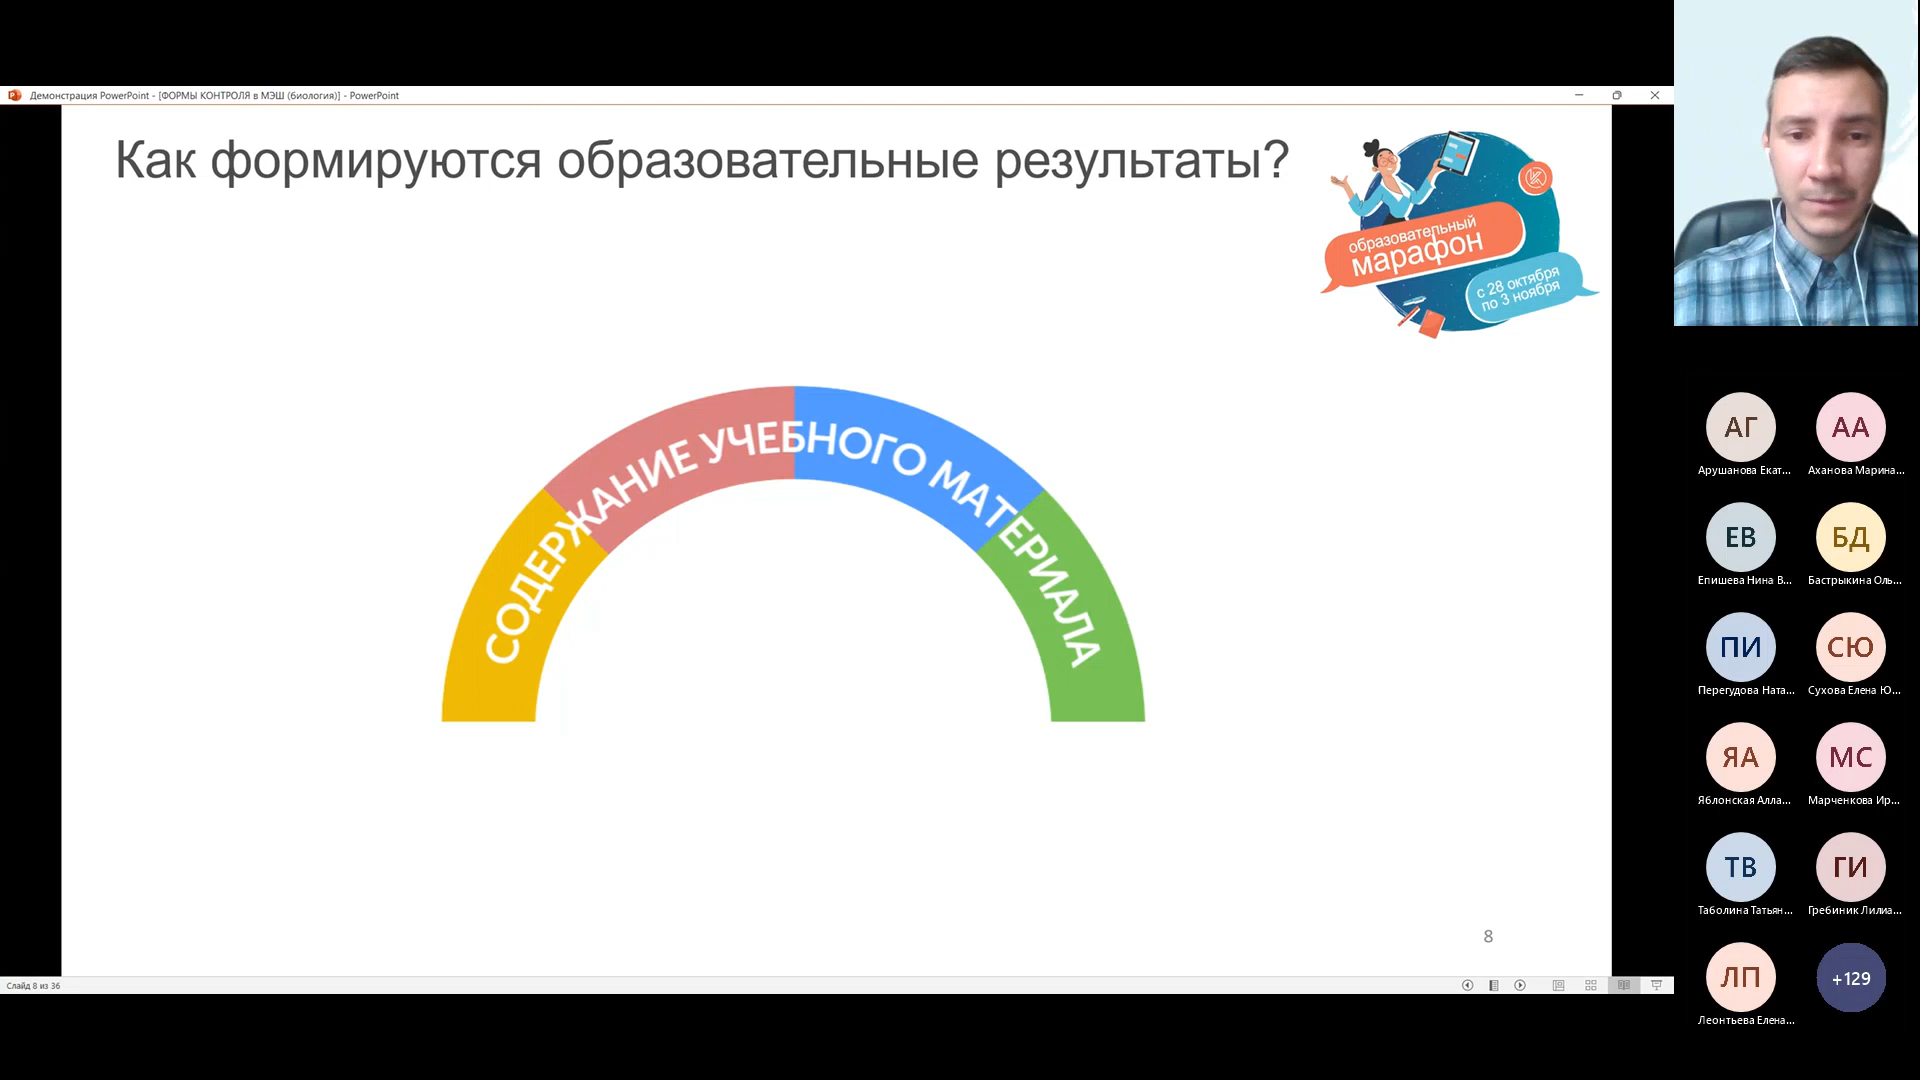 Демонстрация PowerPoint - [ФОРМЫ КОНТРОЛЯ в МЭШ (биология)] - PowerPoint
Как формируются образовательные результаты?
образовательный
марафон
с 28 октября
по 3 ноября
СОДЕРЖАНИЕ УЧЕБНОГО МАТЕРИАЛА
8
Слайд 8 из 36
АГ
Арушанова Екат...
АА
Аханова Марина...
ЕВ
Епишева Нина В...
БД
Бастрыкина Оль...
ПИ
Перегудова Ната...
СЮ
Сухова Елена Ю...
ЯА
Яблонская Алла...
МС
Марченкова Ир...
ТВ
Таболина Татьян...
ГИ
Гребиник Лилиа...
ЛП
Леонтьева Елена...
+129